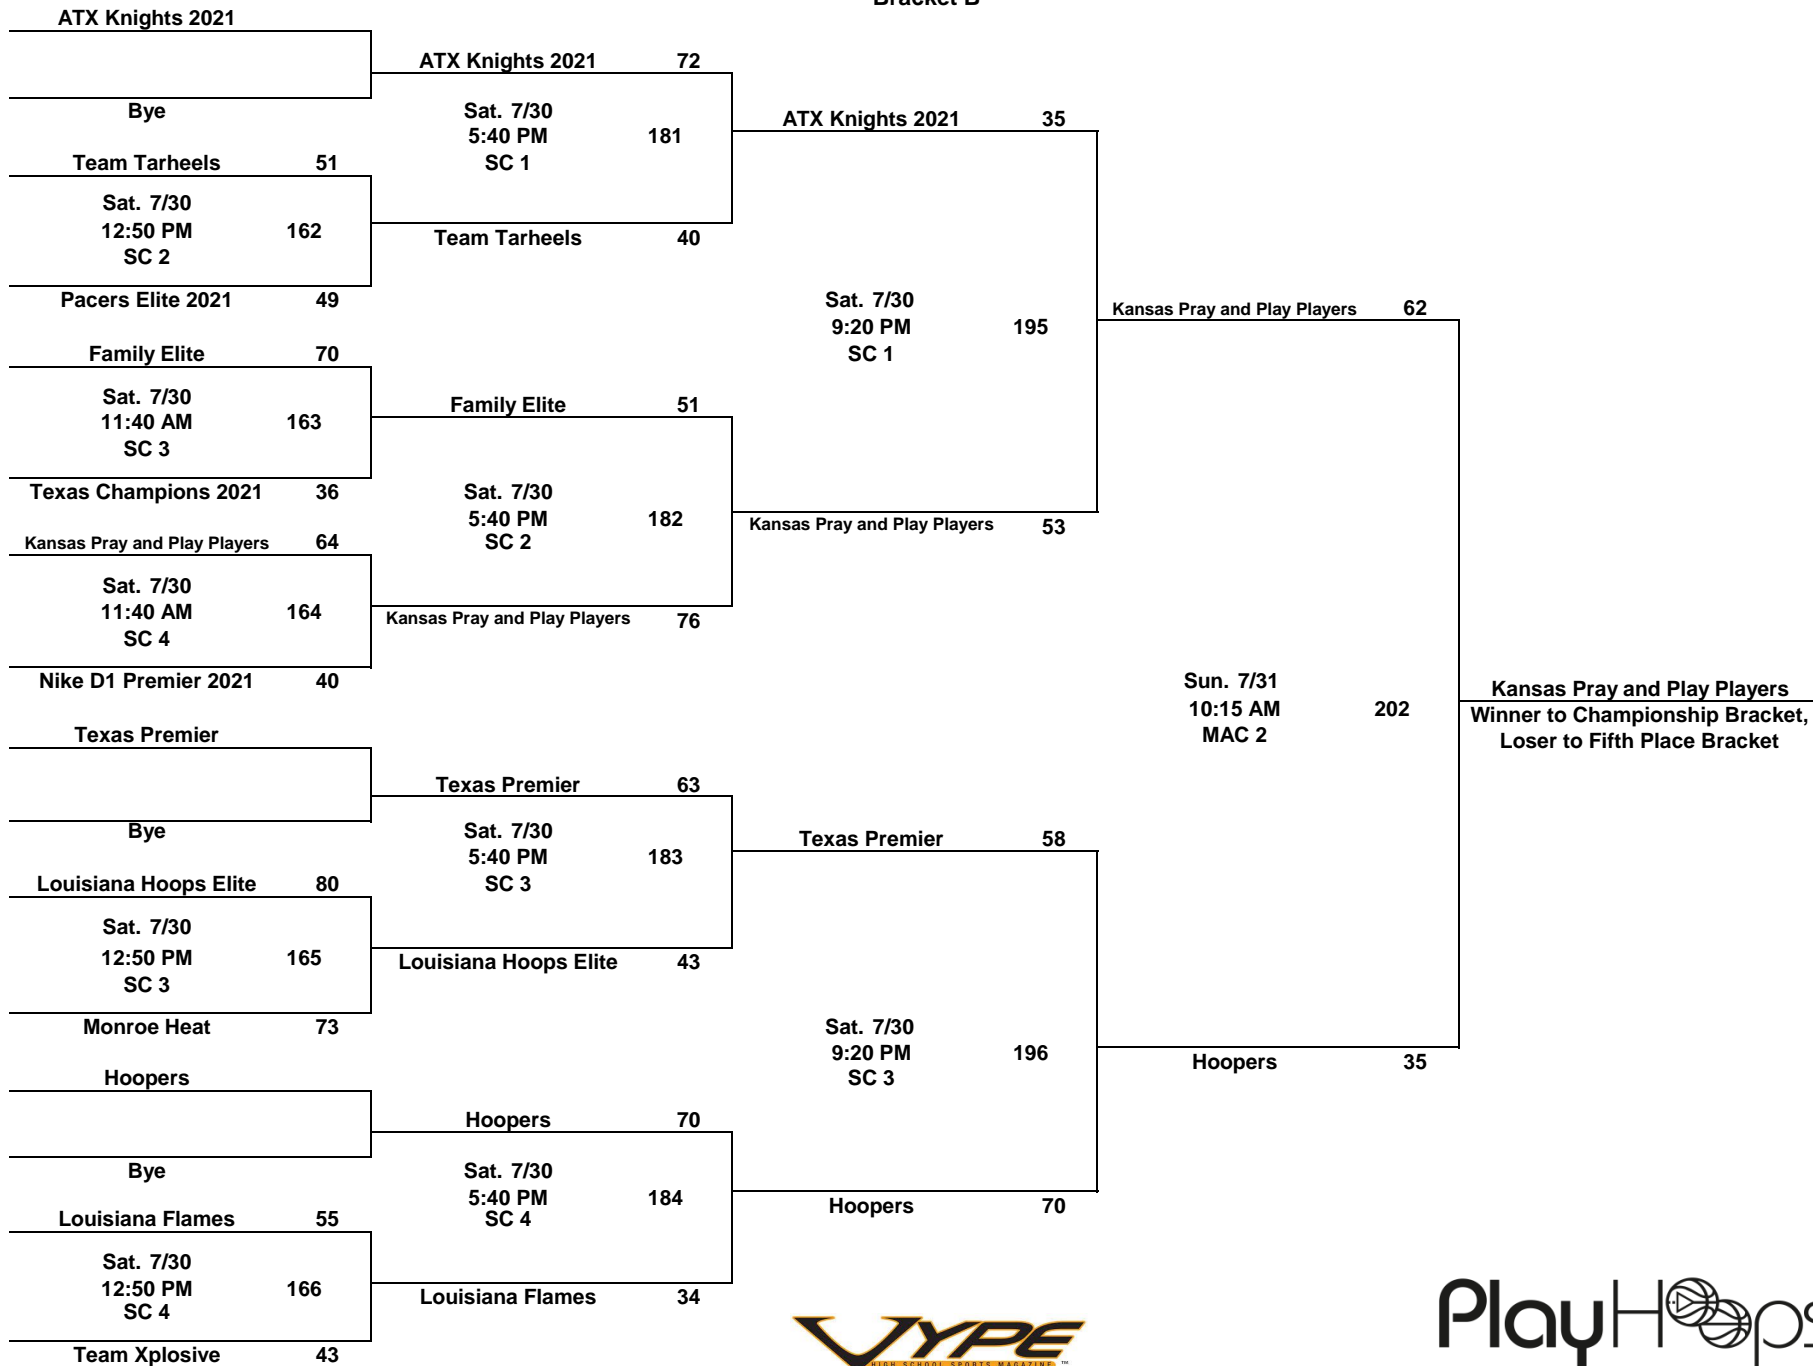 Bracket B
ATX Knights 2021
Bye
Team Tarheels 51
Sat. 7/30
12:50 PM 162
SC 2
Pacers Elite 2021 49
Family Elite 70
Sat. 7/30
11:40 AM 163
SC 3
Texas Champions 2021 36
Kansas Pray and Play Players 64
Sat. 7/30
11:40 AM 164
SC 4
Nike D1 Premier 2021 40
Texas Premier
Bye
Louisiana Hoops Elite 80
Sat. 7/30
12:50 PM 165
SC 3
Monroe Heat 73
Hoopers
Bye
Louisiana Flames 55
Sat. 7/30
12:50 PM 166
SC 4
Team Xplosive 43
ATX Knights 2021 72
Sat. 7/30
5:40 PM 181
SC 1
Team Tarheels 40
Family Elite 51
Sat. 7/30
5:40 PM 182
SC 2
Kansas Pray and Play Players 76
Texas Premier 63
Sat. 7/30
5:40 PM 183
SC 3
Louisiana Hoops Elite 43
Hoopers 70
Sat. 7/30
5:40 PM 184
SC 4
Louisiana Flames 34
ATX Knights 2021 35
Sat. 7/30
9:20 PM 195
SC 1
Kansas Pray and Play Players 53
Texas Premier 58
Sat. 7/30
9:20 PM 196
SC 3
Hoopers 70
Kansas Pray and Play Players 62
Sun. 7/31
10:15 AM 202
MAC 2
Hoopers 35
Kansas Pray and Play Players
Winner to Championship Bracket,
Loser to Fifth Place Bracket
VYPE
HIGH SCHOOL SPORTS MAGAZINE ™
PlayHoops